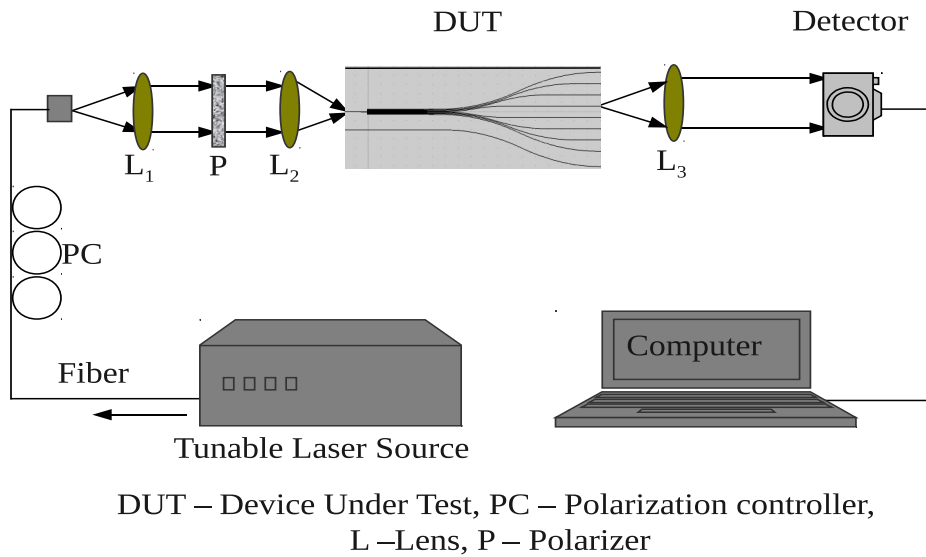 DUT
Detector
L1
P
L2
L3
PC
Fiber
Computer
Tunable Laser Source
DUT – Device Under Test, PC – Polarization controller,
L –Lens, P – Polarizer